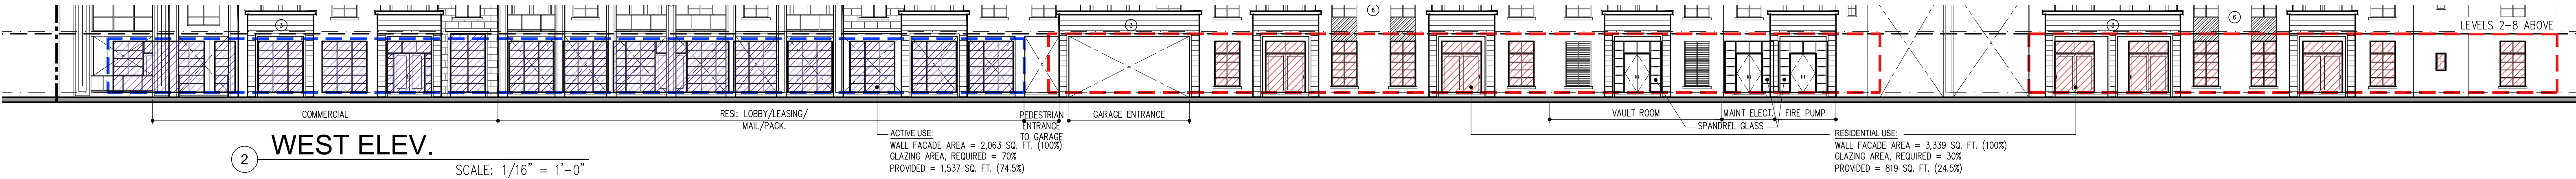 3
3
6
3
6
LEVELS 2-8 ABOVE
COMMERCIAL
RESI: LOBBY/LEASING/
MAIL/PACK.
PEDESTRIAN
ENTRANCE
TO GARAGE
GARAGE ENTRANCE
VAULT ROOM
MAINT ELECT.
FIRE PUMP
SPANDREL GLASS
ACTIVE USE:
WALL FACADE AREA = 2,063 SQ. FT. (100%)
GLAZING AREA, REQUIRED = 70%
PROVIDED = 1,537 SQ. FT. (74.5%)
RESIDENTIAL USE:
WALL FACADE AREA = 3,339 SQ. FT. (100%)
GLAZING AREA, REQUIRED = 30%
PROVIDED = 819 SQ. FT. (24.5%)
2
WEST ELEV.
SCALE: 1/16" = 1'-0"